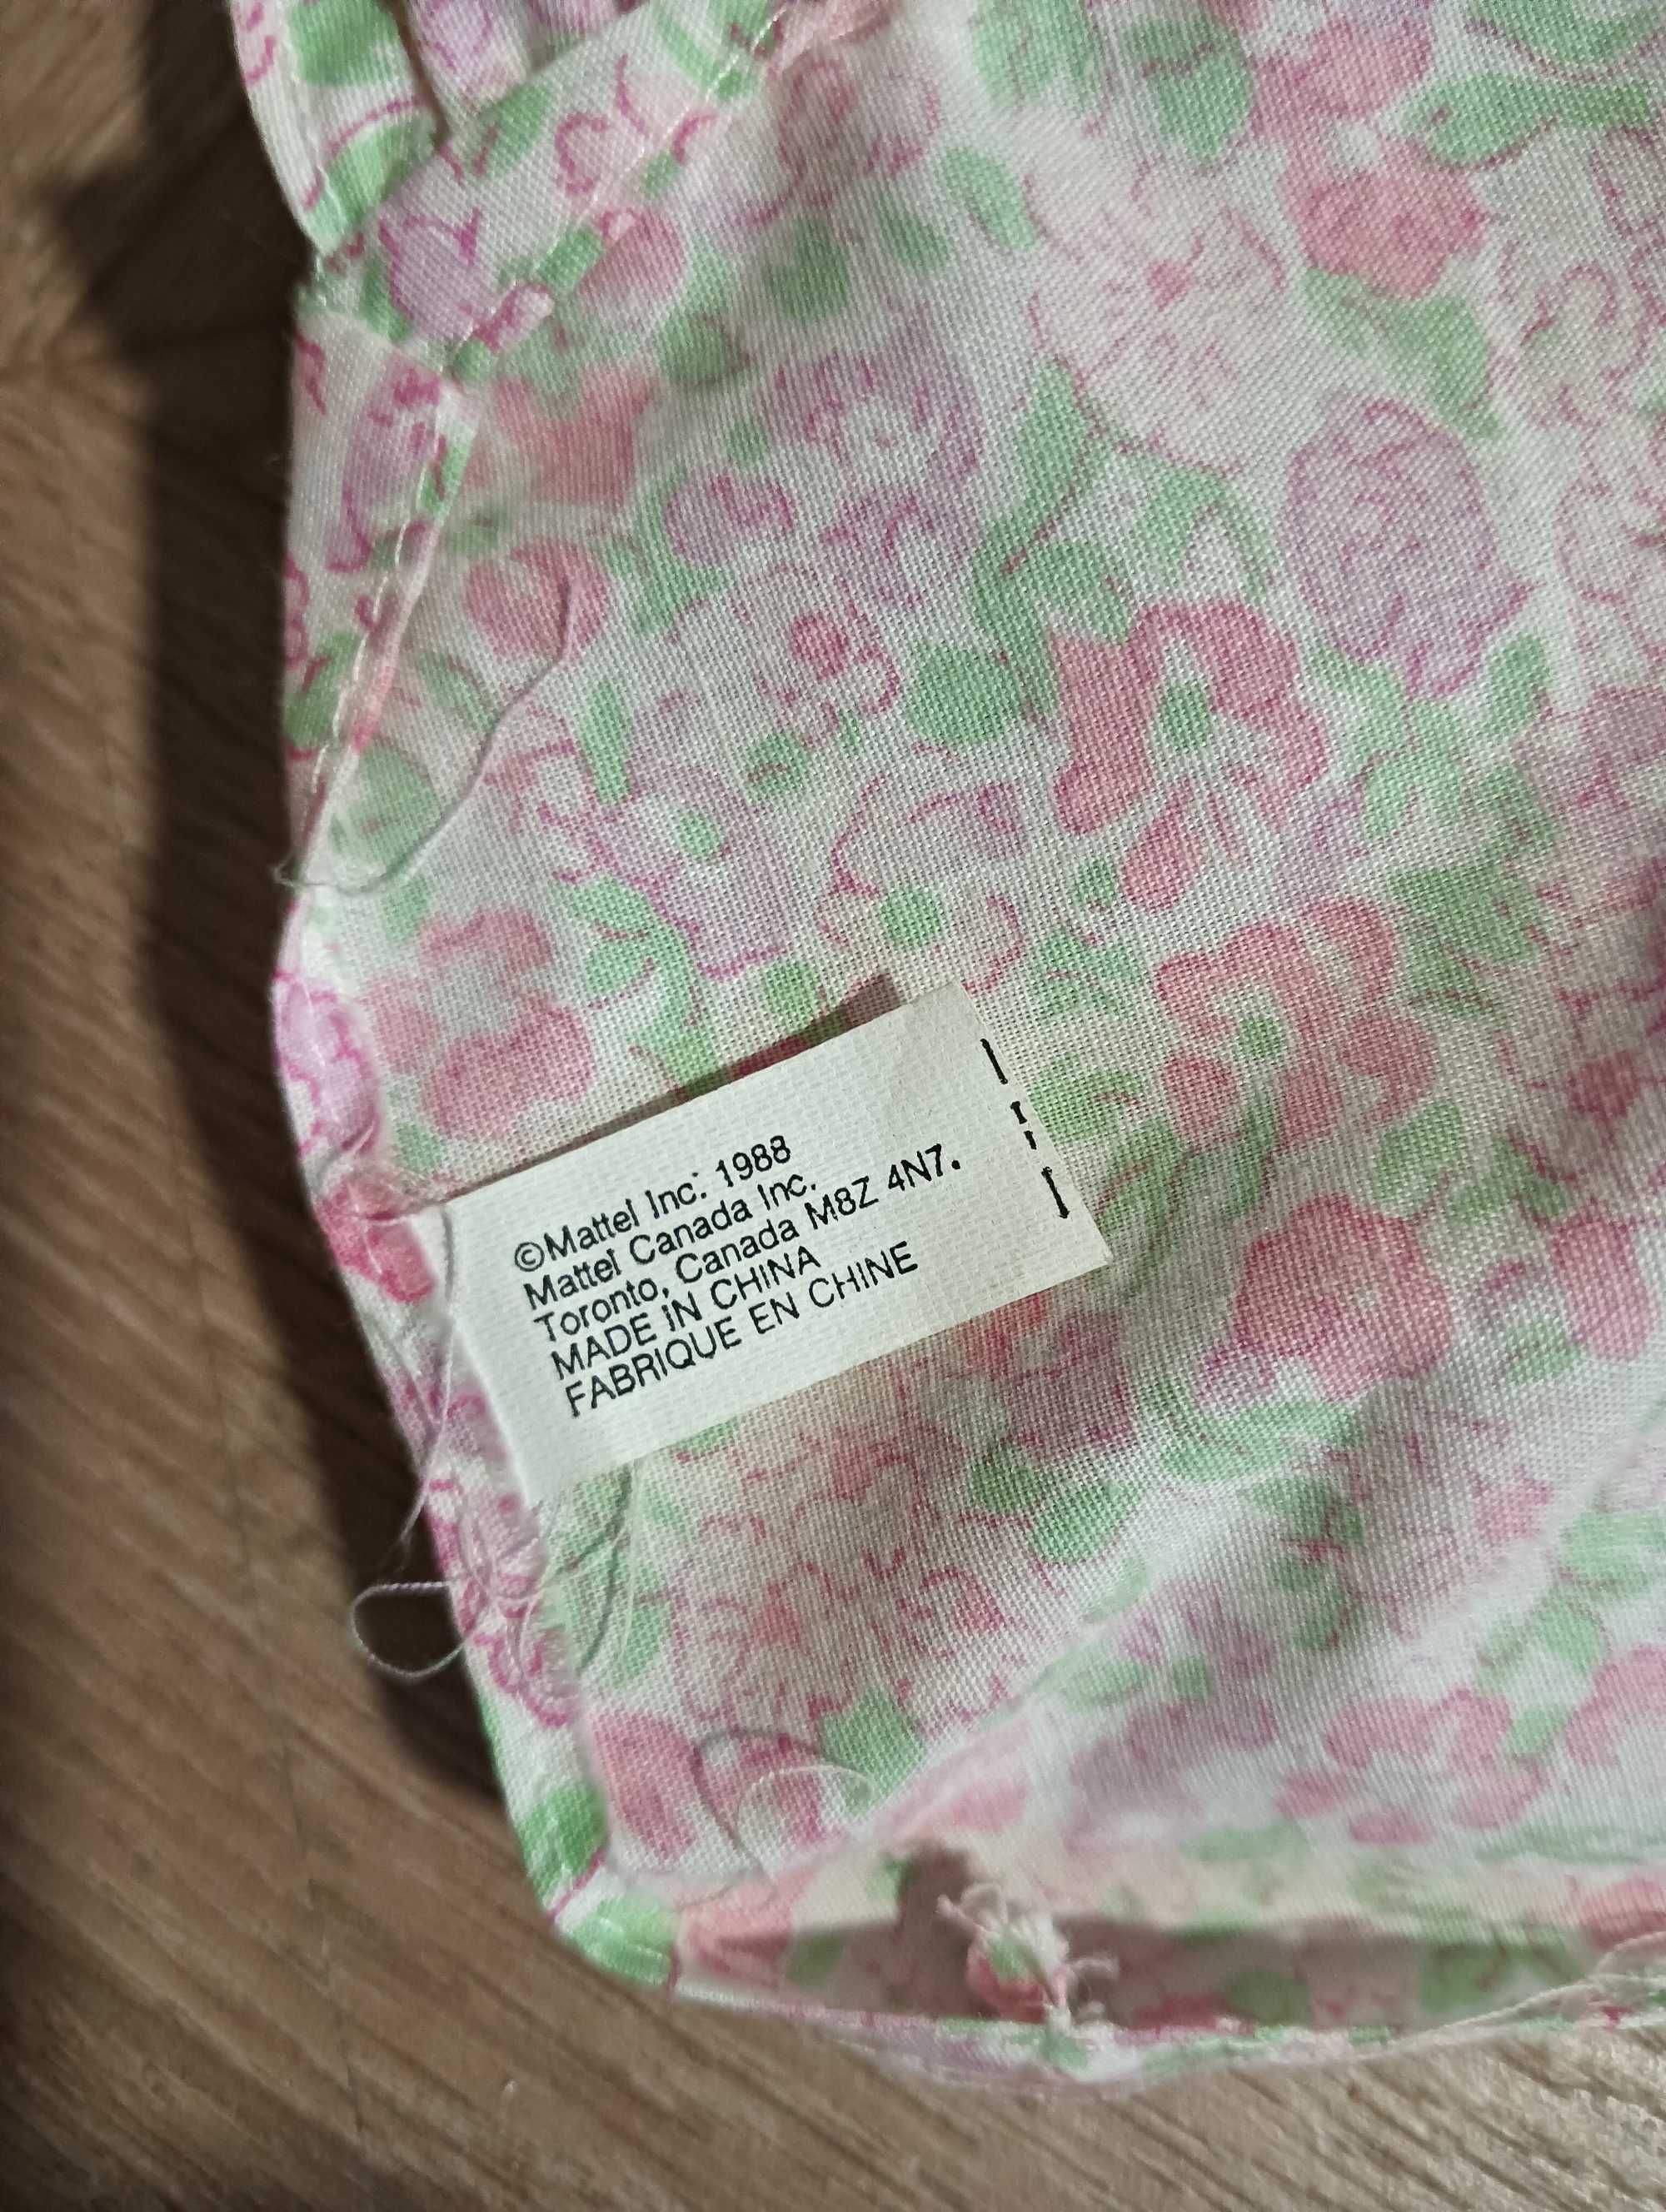 ©Mattel Inc. 1988
Mattel Canada Inc.
Toronto, Canada M8Z 4N7.
MADE IN CHINA
FABRIQUE EN CHINE